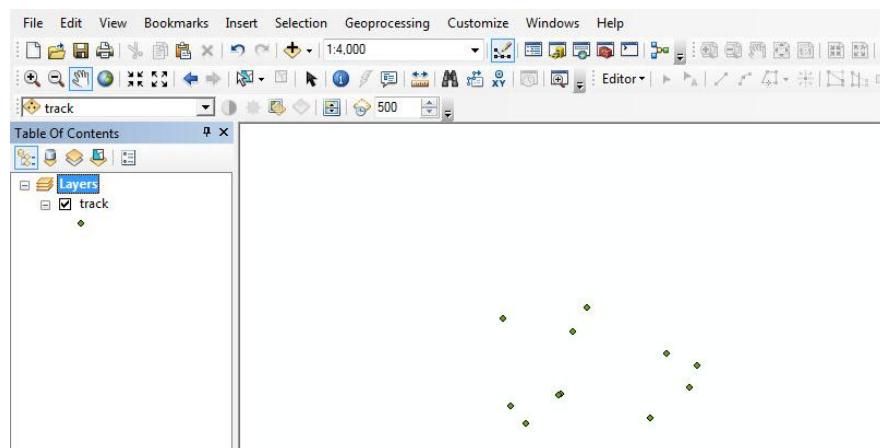 File Edit View Bookmarks Insert Selection Geoprocessing Customize Windows Help
1:4,000
Editor
track 500
Table Of Contents
Layers
track